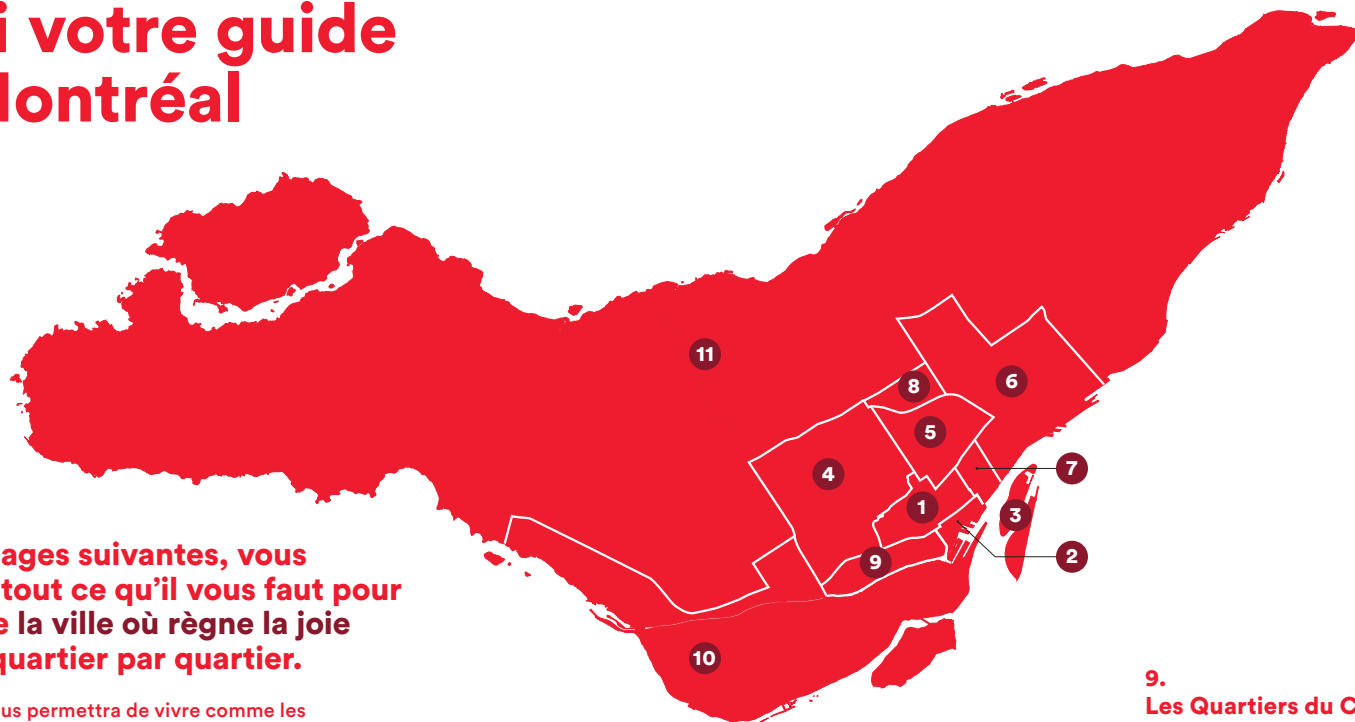 i votre guide
ontréal
11
8
6
5
4
7
1
3
9
2
10
ages suivantes, vous
tout ce qu'il vous faut pour
e la ville où règne la joie
quartier par quartier.
us permettra de vivre comme les
9.
Les Quartiers du C